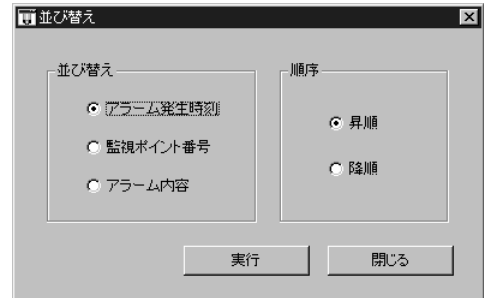 並び替え
並び替え
順序
アラーム発生時刻
監視ポイント番号
アラーム内容
昇順
降順
実行
閉じる